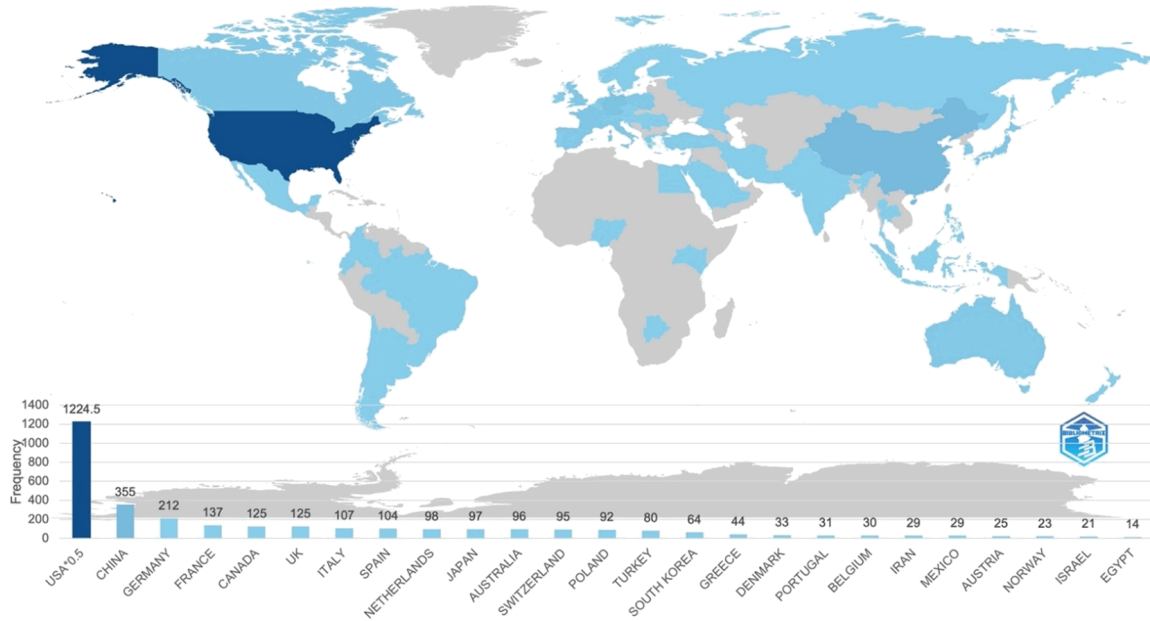 1400
1200
1000
800
600
400
200
0
Frequency
1224.5
355
212
137
125
125
107
104
98
97
96
95
92
80
64
44
33
31
30
29
29
25
23
21
14
USA*0.5
CHINA
GERMANY
FRANCE
CANADA
UK
ITALY
SPAIN
NETHERLANDS
JAPAN
AUSTRALIA
SWITZERLAND
POLAND
TURKEY
SOUTH KOREA
GREECE
DENMARK
PORTUGAL
BELGIUM
IRAN
MEXICO
AUSTRIA
NORWAY
ISRAEL
EGYPT
BIBLIOMETRIX